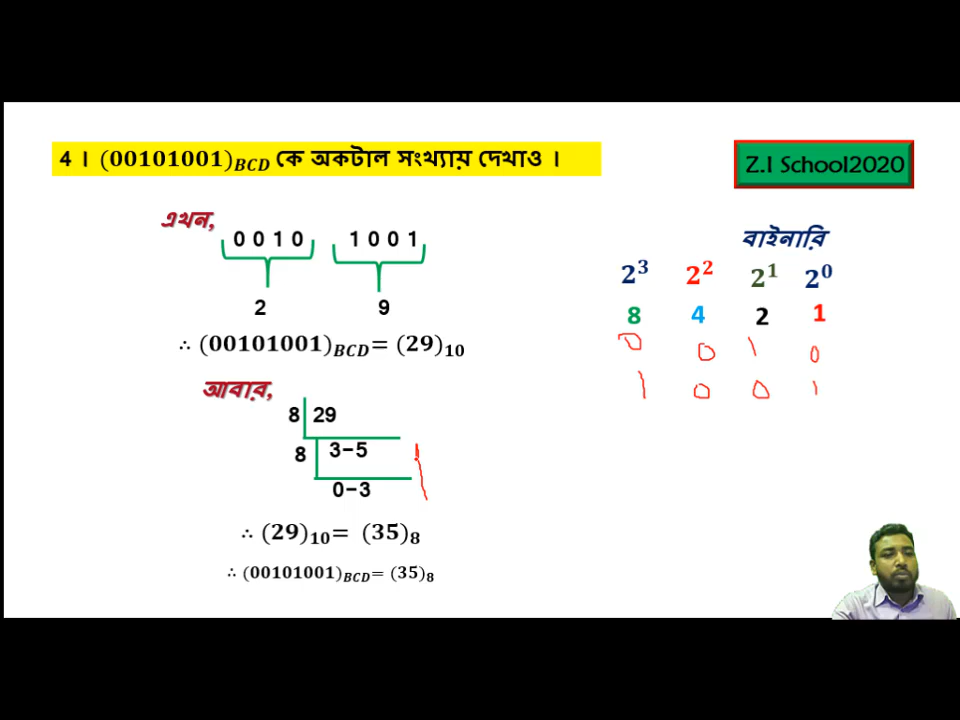 4 । (00101001)BCD কে অকটাল সংখ্যায় দেখাও ।
Z.I School2020
এখন,
0 0 1 0 1 0 0 1
2 9
∴ (00101001)BCD = (29)10
আবার,
8 29
8 3-5
0-3
∴ (29)10 = (35)8
∴ (00101001)BCD = (35)8
বাইনারি
2³ 2² 2¹ 2⁰
8 4 2 1
0 0 1 0
1 0 0 1